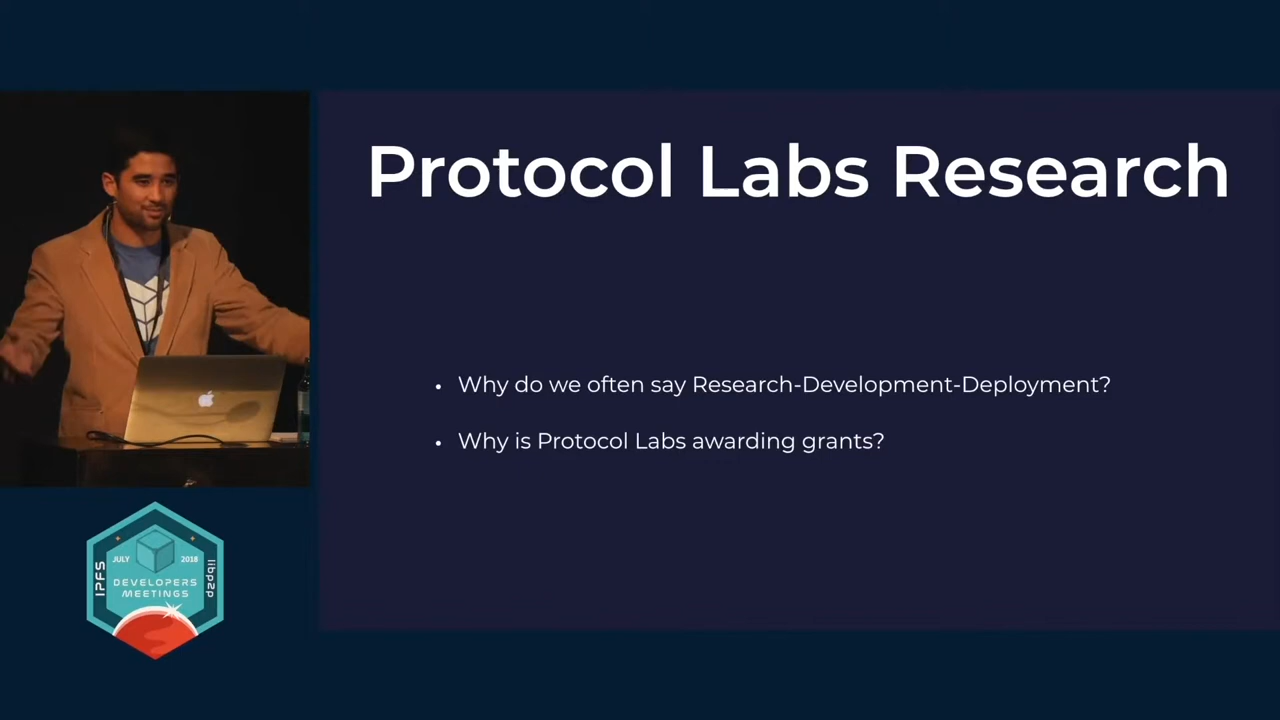 Protocol Labs Research
• Why do we often say Research-Development-Deployment?
• Why is Protocol Labs awarding grants?
JULY 2018
IPFS
libp2p
DEVELOPERS
MEETINGS